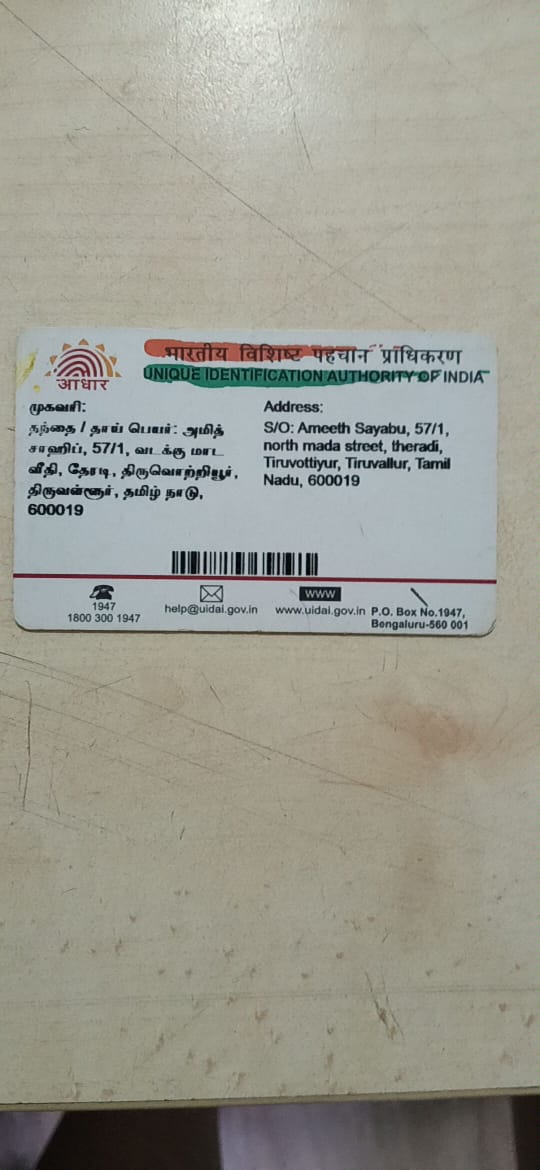 भारतीय विशिष्ट पहचान प्राधिकरण
UNIQUE IDENTIFICATION AUTHORITY OF INDIA
आधार
முகவரி:
தந்தை / தாய் பெயர்: அமித்
சாஹிப், 57/1, வடக்கு மாட
வீதி, தேரடி, திருவொற்றியூர்,
திருவள்ளூர், தமிழ் நாடு,
600019
Address:
S/O: Ameeth Sayabu, 57/1,
north mada street, theradi,
Tiruvottiyur, Tiruvallur, Tamil
Nadu, 600019
1947
1800 300 1947
help@uidai.gov.in
WWW
www.uidai.gov.in
P.O. Box No.1947,
Bengaluru-560 001